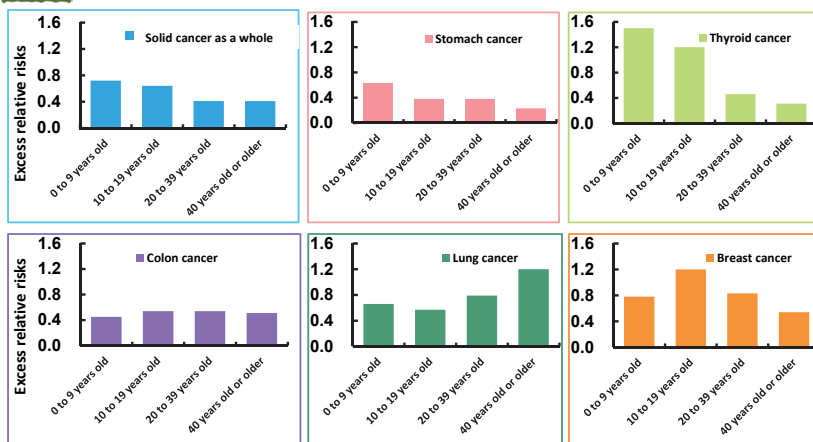 Solid cancer as a whole
Excess relative risks
1.6
1.2
0.8
0.4
0.0
0 to 9 years old
10 to 19 years old
20 to 39 years old
40 years old or older
Stomach cancer
1.6
1.2
0.8
0.4
0.0
0 to 9 years old
10 to 19 years old
20 to 39 years old
40 years old or older
Thyroid cancer
1.6
1.2
0.8
0.4
0.0
0 to 9 years old
10 to 19 years old
20 to 39 years old
40 years old or older
Colon cancer
Excess relative risks
1.6
1.2
0.8
0.4
0.0
0 to 9 years old
10 to 19 years old
20 to 39 years old
40 years old or older
Lung cancer
1.6
1.2
0.8
0.4
0.0
0 to 9 years old
10 to 19 years old
20 to 39 years old
40 years old or older
Breast cancer
1.6
1.2
0.8
0.4
0.0
0 to 9 years old
10 to 19 years old
20 to 39 years old
40 years old or older